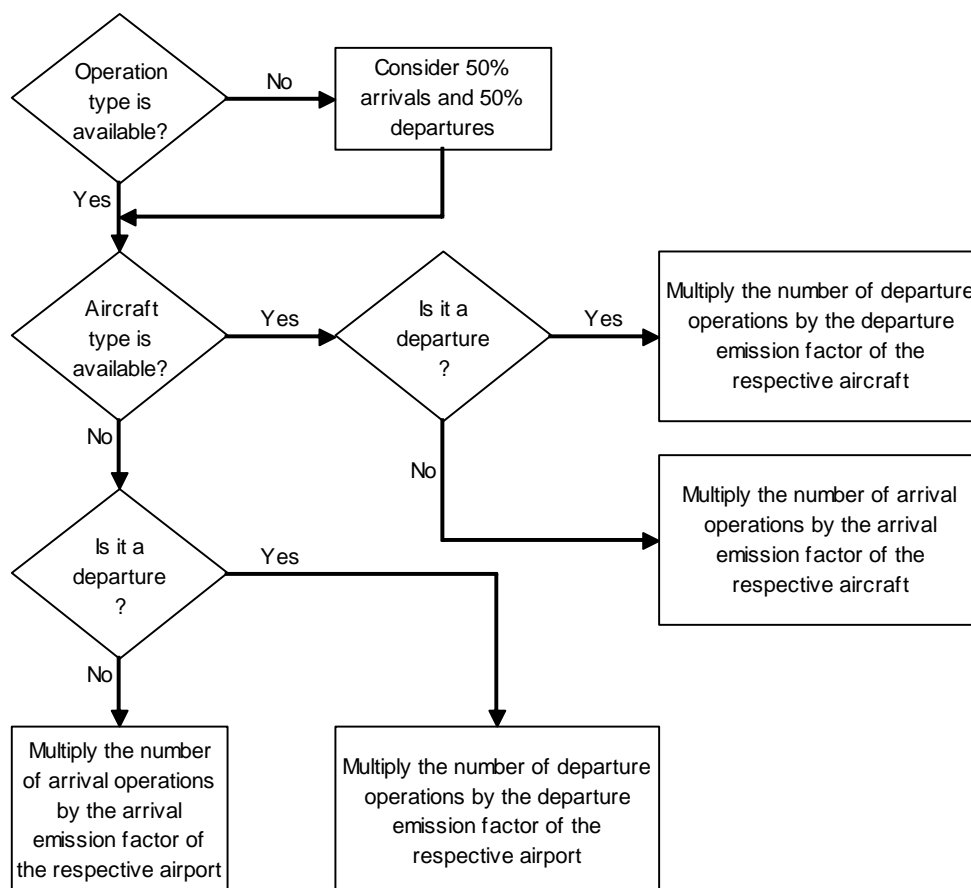 Operation
type is
available?
No
Consider 50%
arrivals and 50%
departures
Yes
Aircraft
type is
available?
Yes
Is it a
departure
?
Yes
Multiply the number of departure
operations by the departure
emission factor of the
respective aircraft
No
No
Multiply the number of arrival
operations by the arrival
emission factor of the
respective aircraft
Is it a
departure
?
Yes
No
Multiply the number
of arrival operations
by the arrival
emission factor of
the respective airport
Multiply the number of departure
operations by the departure
emission factor of the
respective airport